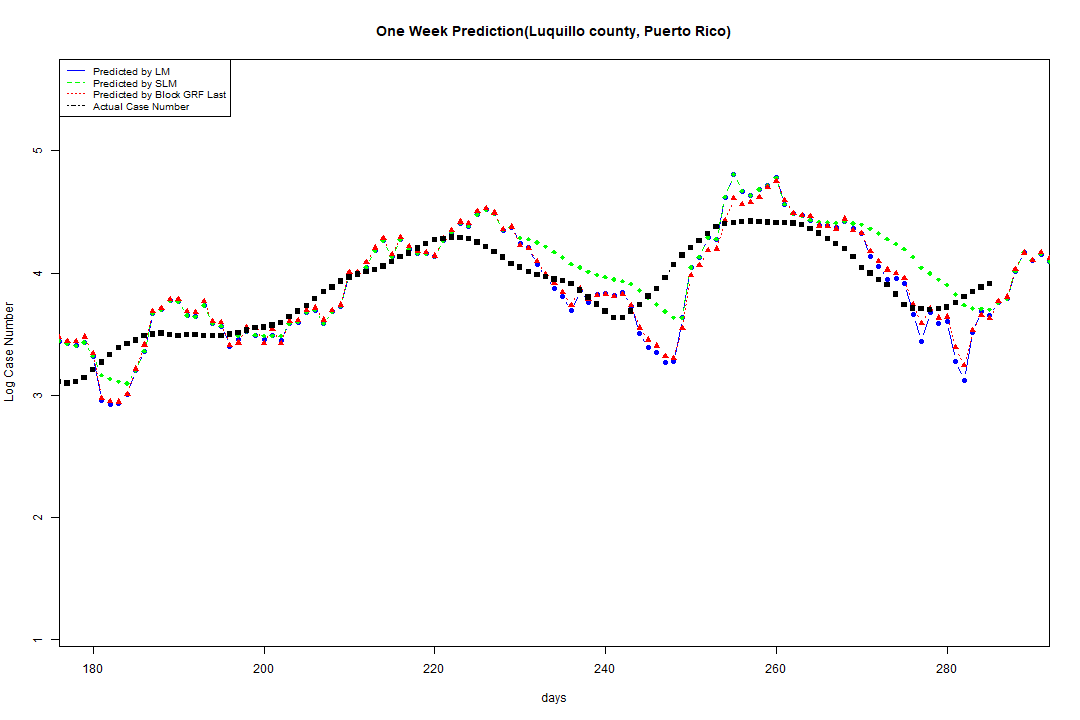 One Week Prediction(Luquillo county, Puerto Rico)
Predicted by LM
Predicted by SLM
Predicted by Block GRF Last
Actual Case Number
5
4
3
2
1
Log Case Number
180 200 220 240 260 280
days